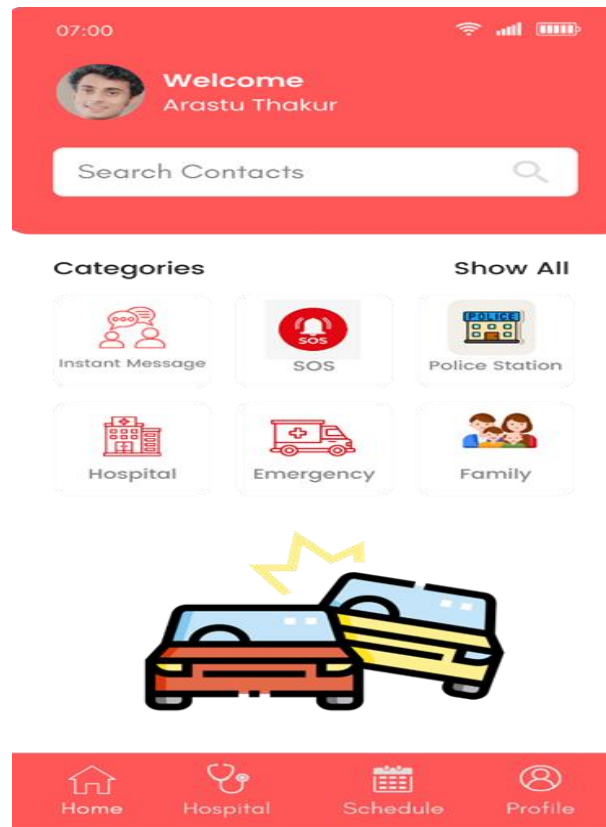 07:00
Welcome
Arastu Thakur
Search Contacts
Categories
Show All
Instant Message
SOS
SOS
POLICE
Police Station
Hospital
Emergency
Family
Home
Hospital
Schedule
Profile